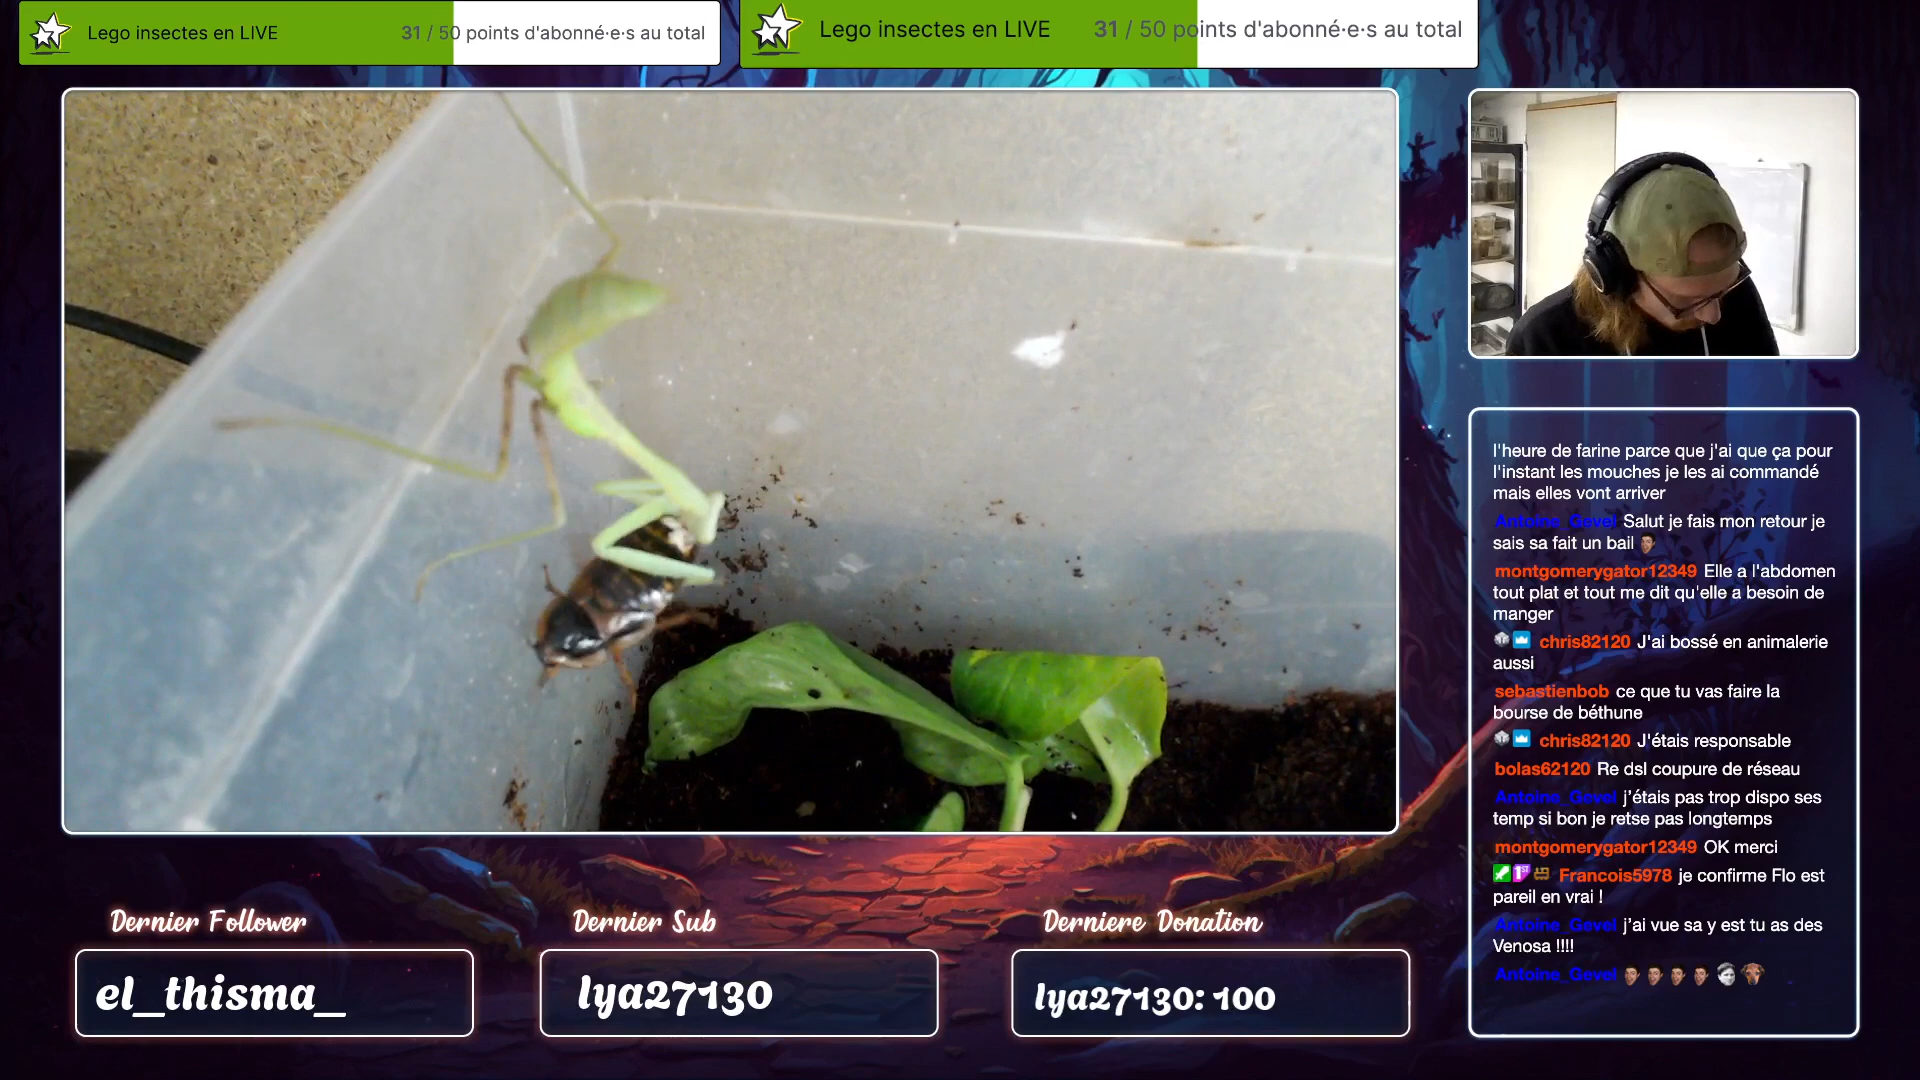 Lego insectes en LIVE 31 / 50 points d'abonné·e·s au total
Lego insectes en LIVE 31 / 50 points d'abonné·e·s au total
l'heure de farine parce que j'ai que ça pour
l'instant les mouches je les ai commandé
mais elles vont arriver
Antoine_Gevel Salut je fais mon retour je
sais sa fait un bail
montgomerygator12349 Elle a l'abdomen
tout plat et tout me dit qu'elle a besoin de
manger
chris82120 J'ai bossé en animalerie
aussi
sebastienbob ce que tu vas faire la
bourse de béthune
chris82120 J'étais responsable
bolas62120 Re dsl coupure de réseau
Antoine_Gevel j'étais pas trop dispo ses
temp si bon je retse pas longtemps
montgomerygator12349 OK merci
1ST Francois5978 je confirme Flo est
pareil en vrai !
Antoine_Gevel j'ai vue sa y est tu as des
Venosa !!!!
Antoine_Gevel
Dernier Follower
el_thisma_
Dernier Sub
lya27130
Derniere Donation
lya27130: 100